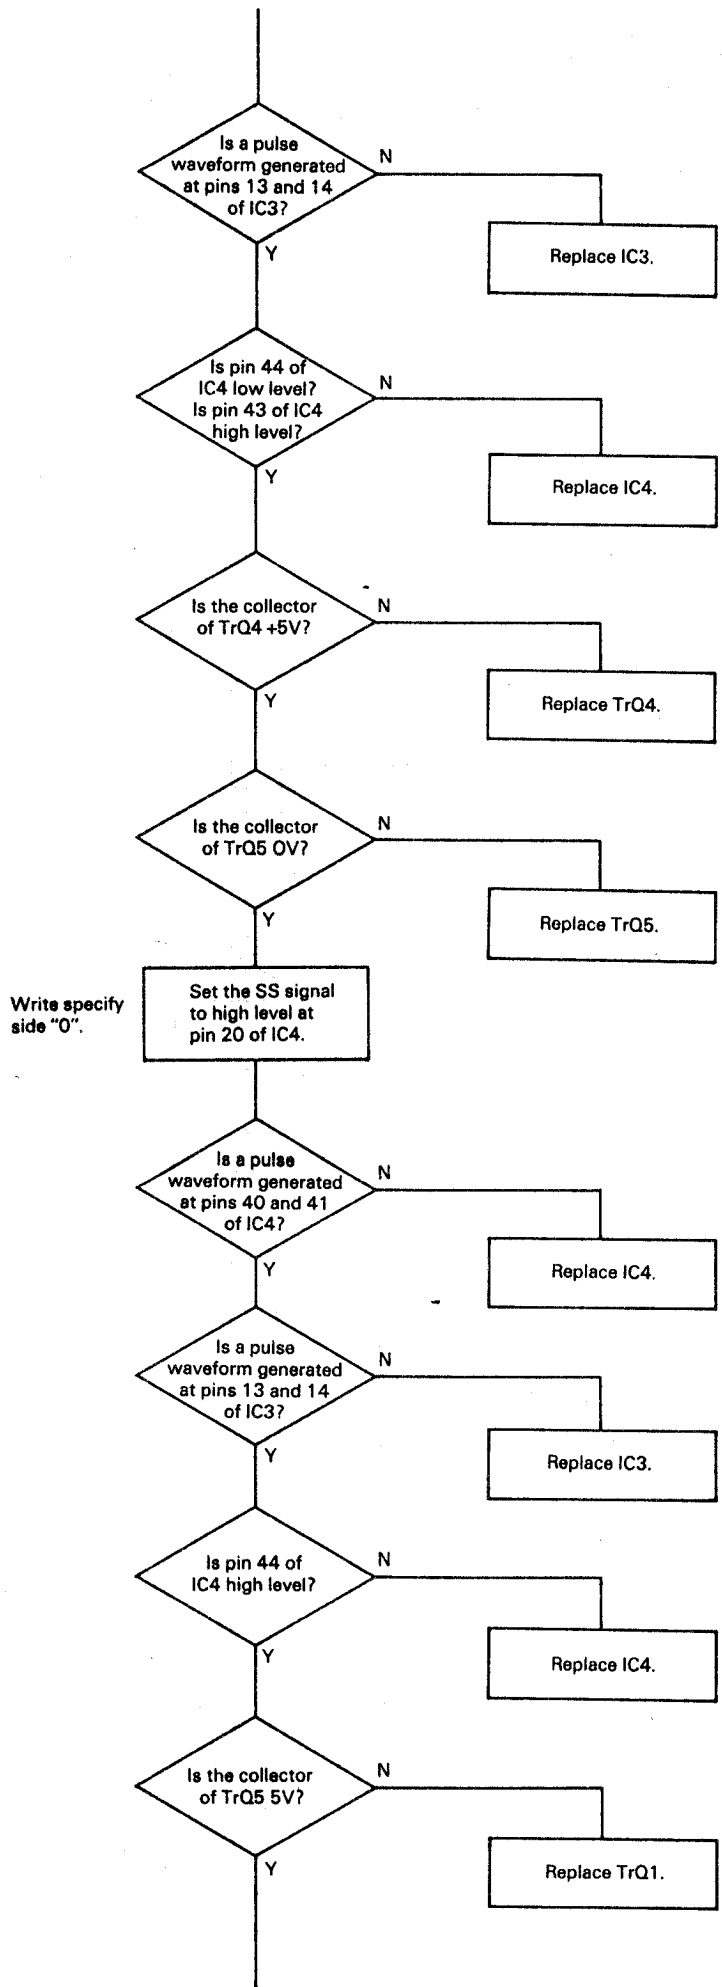 Is a pulse
waveform generated
at pins 13 and 14
of IC3?
N
Y
Replace IC3.
Is pin 44 of
IC4 low level?
Is pin 43 of IC4
high level?
N
Y
Replace IC4.
Is the collector
of TrQ4 +5V?
N
Y
Replace TrQ4.
Is the collector
of TrQ5 0V?
N
Y
Replace TrQ5.
Write specify
side "0".
Set the SS signal
to high level at
pin 20 of IC4.
Is a pulse
waveform generated
at pins 40 and 41
of IC4?
N
Y
Replace IC4.
Is a pulse
waveform generated
at pins 13 and 14
of IC3?
N
Y
Replace IC3.
Is pin 44 of
IC4 high level?
N
Y
Replace IC4.
Is the collector
of TrQ5 5V?
N
Y
Replace TrQ1.